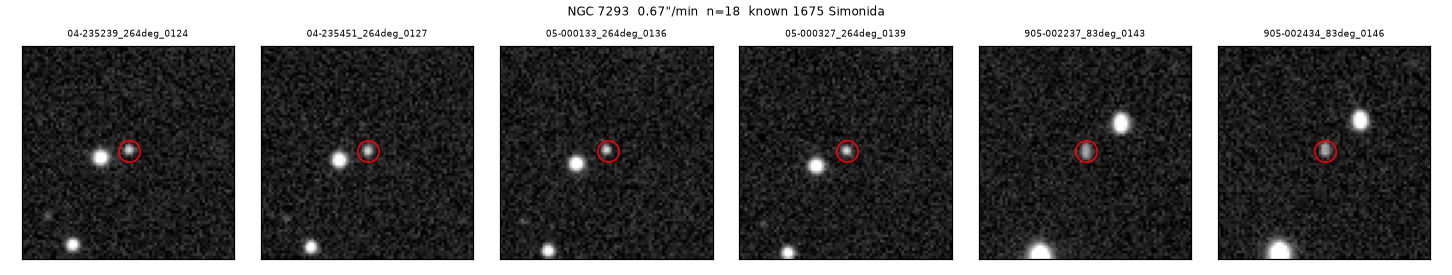 NGC 7293  0.67"/min  n=18  known 1675 Simonida
04-235239_264deg_0124
04-235451_264deg_0127
05-000133_264deg_0136
05-000327_264deg_0139
905-002237_83deg_0143
905-002434_83deg_0146